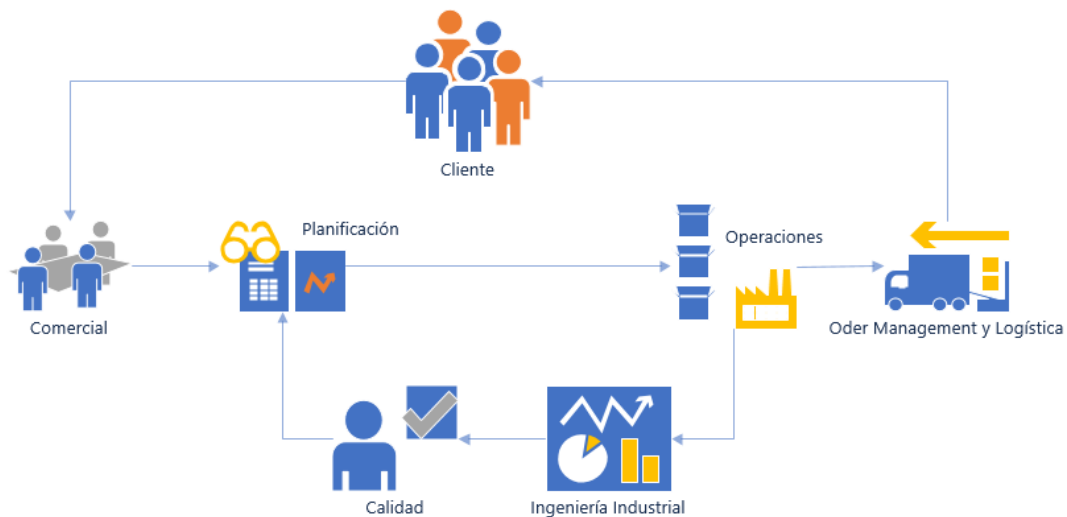 Cliente
Planificación
Operaciones
Comercial
Oder Management y Logística
Calidad
Ingeniería Industrial